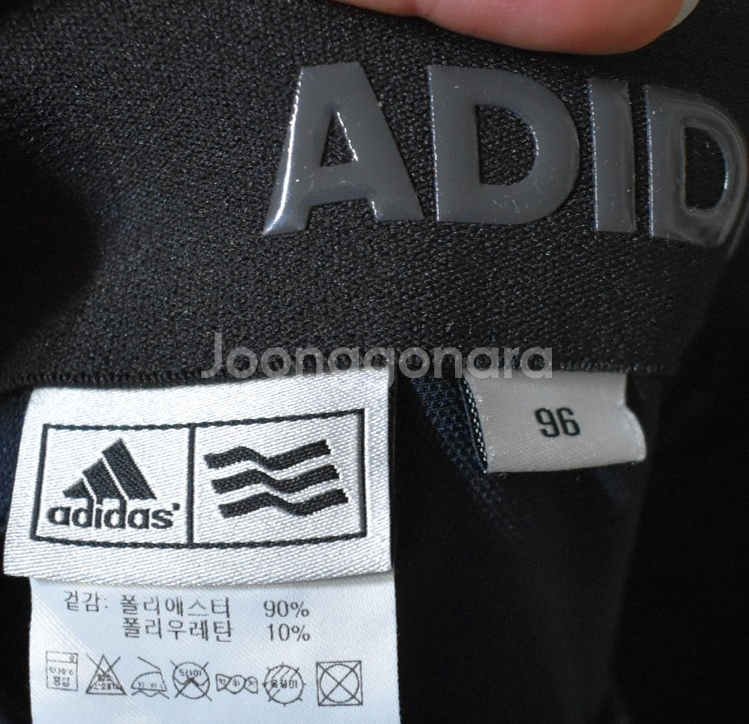 ADID
Joonggonara
96
adidas
겉감: 폴리에스터 90%
폴리우레탄 10%